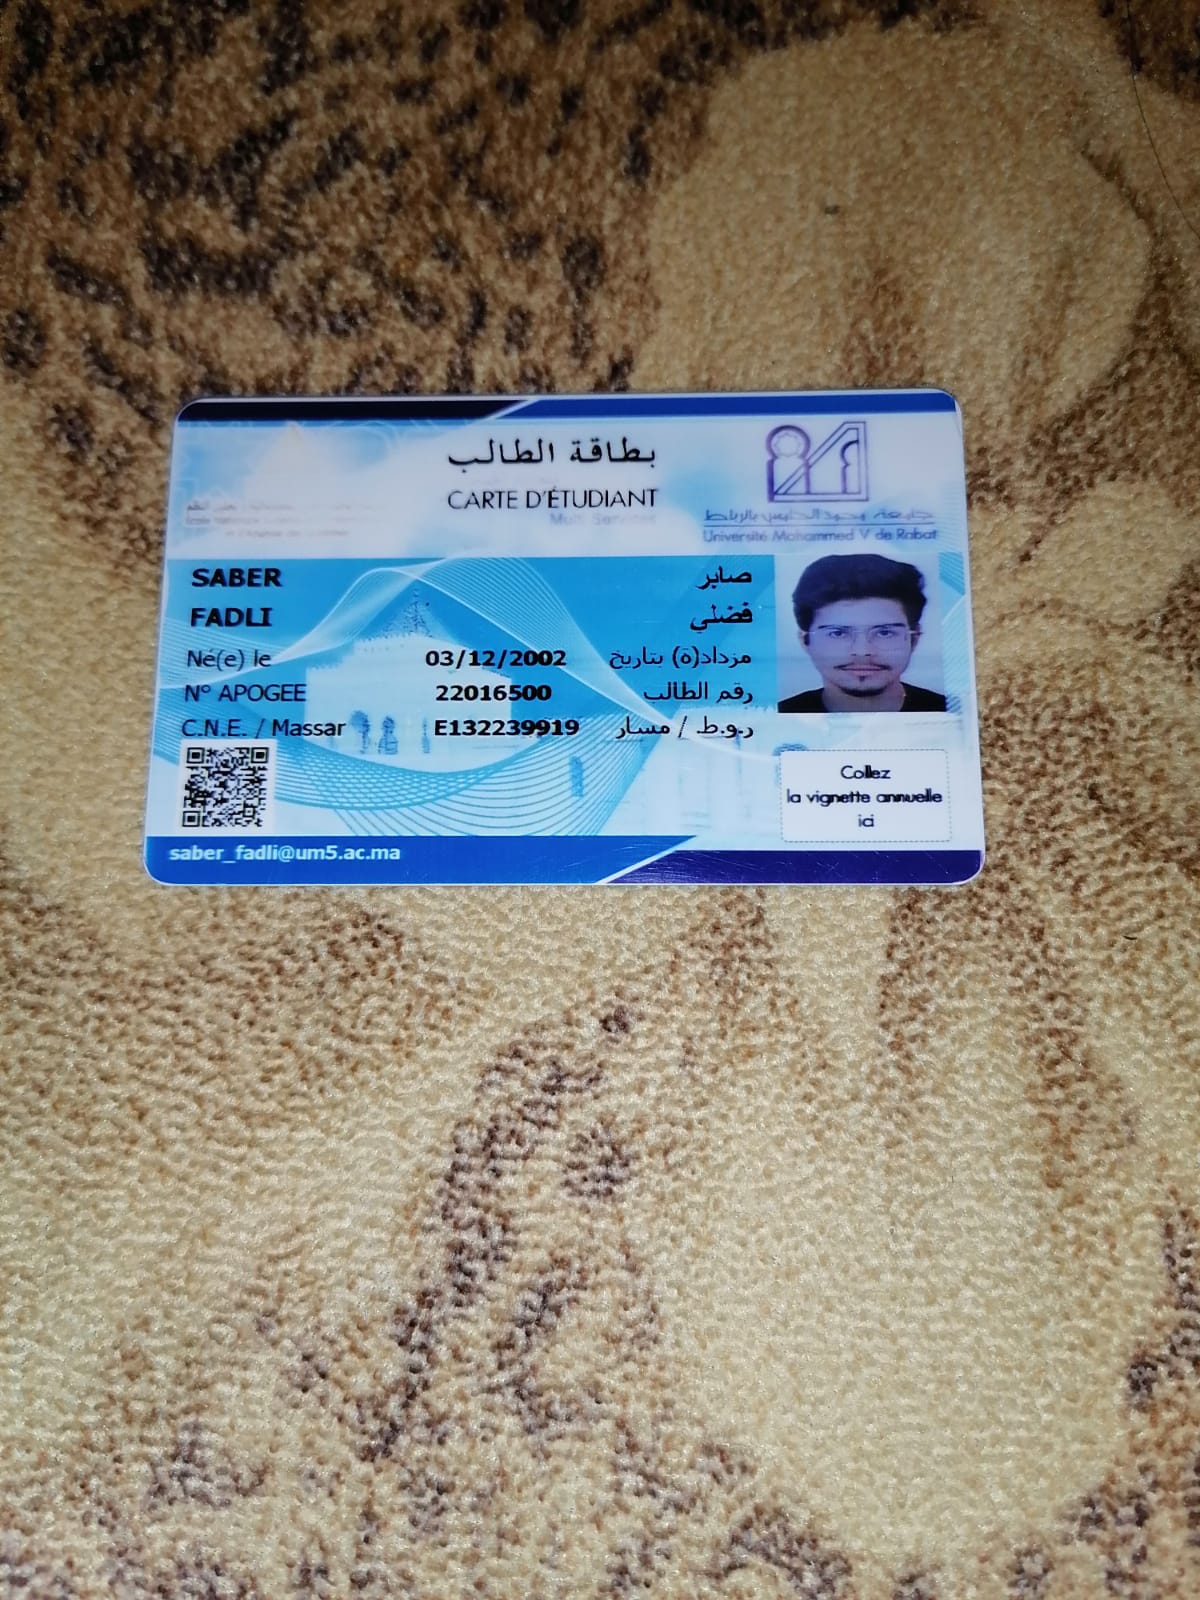 بطاقة الطالب
CARTE D'ÉTUDIANT
Multi Services
جامعة محمد الخامس بالرباط
Université Mohammed V de Rabat
SABER صابر
FADLI فضلي
Né(e) le 03/12/2002 مزداد(ة) بتاريخ
N° APOGEE 22016500 رقم الطالب
C.N.E. / Massar E132239919 ر.و.ط / مسار
Collez
la vignette annuelle
ici
saber_fadli@um5.ac.ma